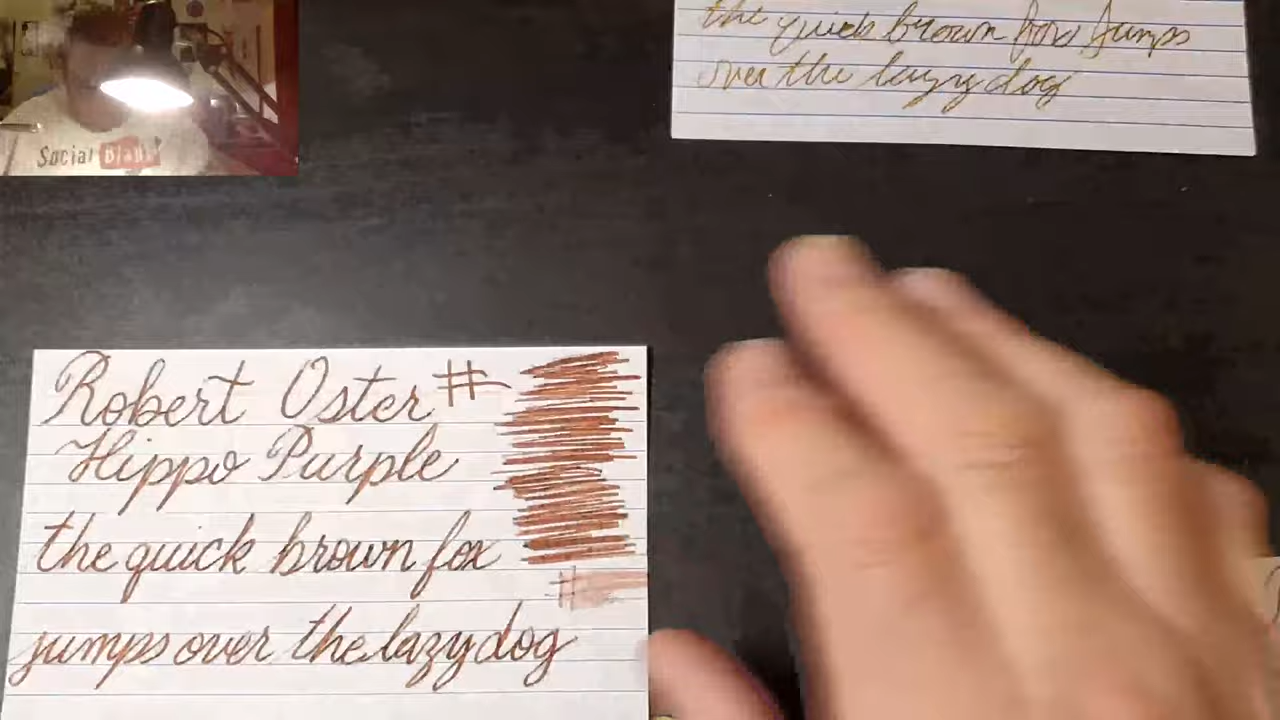 Social Blade
the quick brown fox jumps
over the lazy dog
Robert Oster #
Hippo Purple
the quick brown fox
#
jumps over the lazy dog